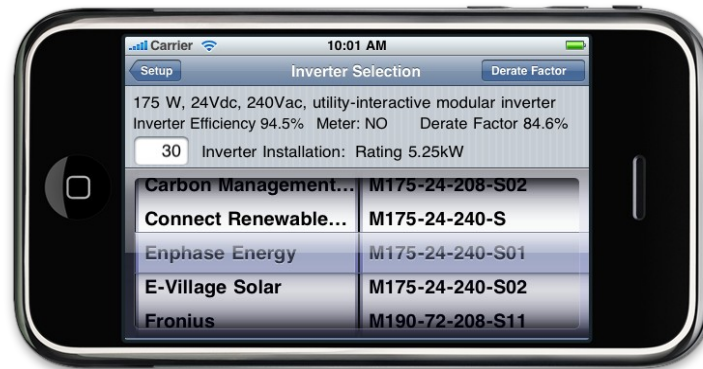 Carrier 10:01 AM
Setup Inverter Selection Derate Factor
175 W, 24Vdc, 240Vac, utility-interactive modular inverter
Inverter Efficiency 94.5% Meter: NO Derate Factor 84.6%
30 Inverter Installation: Rating 5.25kW
Carbon Management... M175-24-208-S02
Connect Renewable... M175-24-240-S
Enphase Energy M175-24-240-S01
E-Village Solar M175-24-240-S02
Fronius M190-72-208-S11